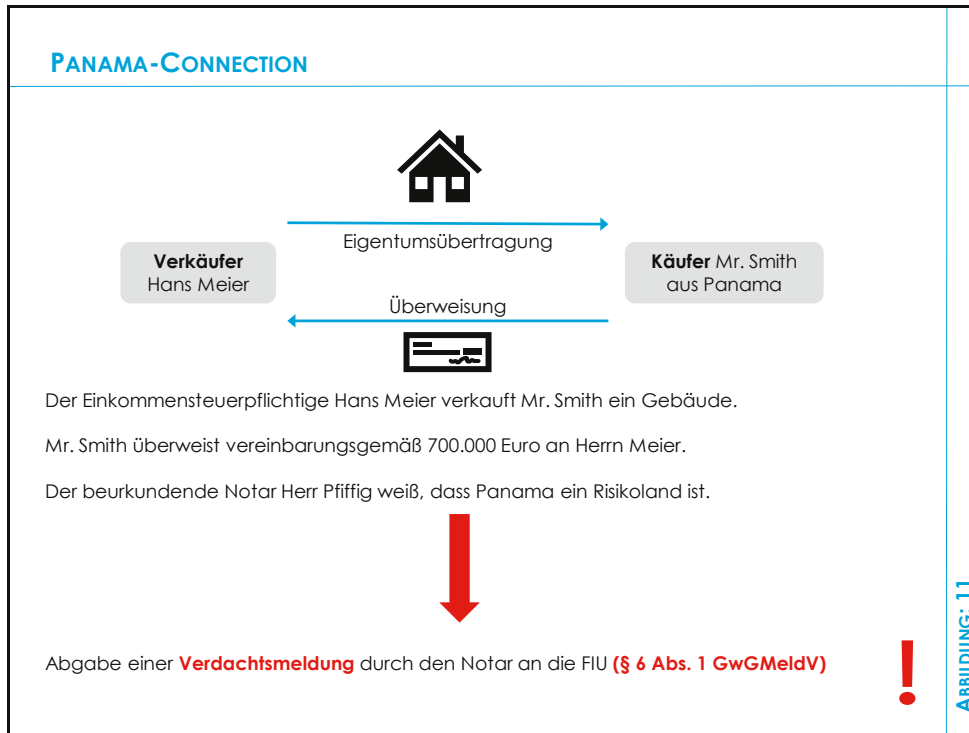 PANAMA-CONNECTION
Eigentumsübertragung
Verkäufer
Hans Meier
Käufer Mr. Smith
aus Panama
Überweisung
Der Einkommensteuerpflichtige Hans Meier verkauft Mr. Smith ein Gebäude.
Mr. Smith überweist vereinbarungsgemäß 700.000 Euro an Herrn Meier.
Der beurkundende Notar Herr Pfiffig weiß, dass Panama ein Risikoland ist.
Abgabe einer Verdachtsmeldung durch den Notar an die FIU (§ 6 Abs. 1 GwGMeldV)
!
ABBILDUNG: 11